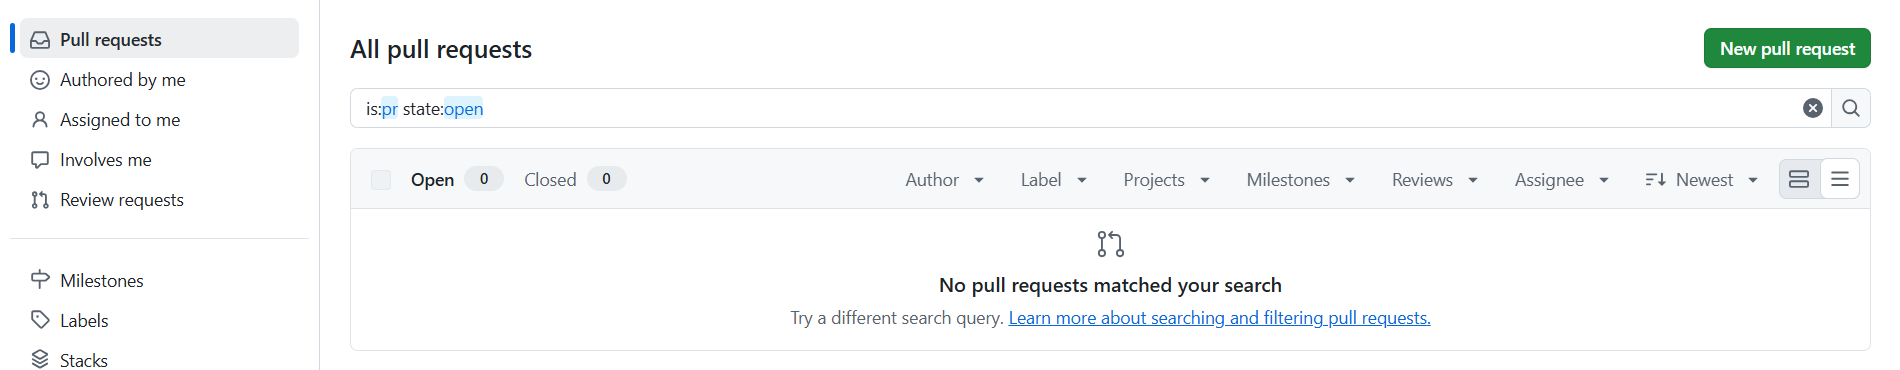 Pull requests
Authored by me
Assigned to me
Involves me
Review requests
Milestones
Labels
Stacks
All pull requests
New pull request
is:pr state:open
Open 0 Closed 0 Author Label Projects Milestones Reviews Assignee Newest
No pull requests matched your search
Try a different search query. Learn more about searching and filtering pull requests.